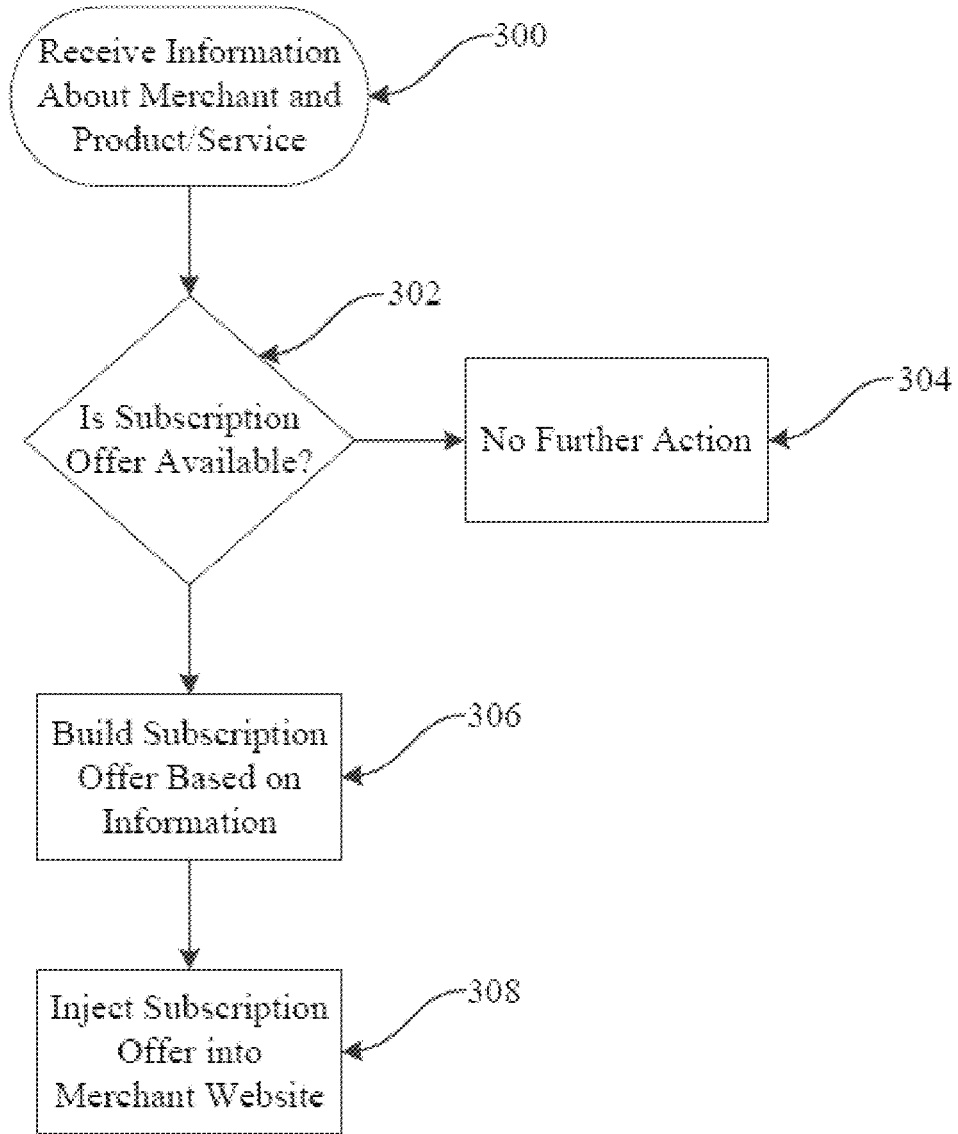 Receive Information
About Merchant and
Product/Service
300
302
Is Subscription
Offer Available?
304
No Further Action
306
Build Subscription
Offer Based on
Information
308
Inject Subscription
Offer into
Merchant Website